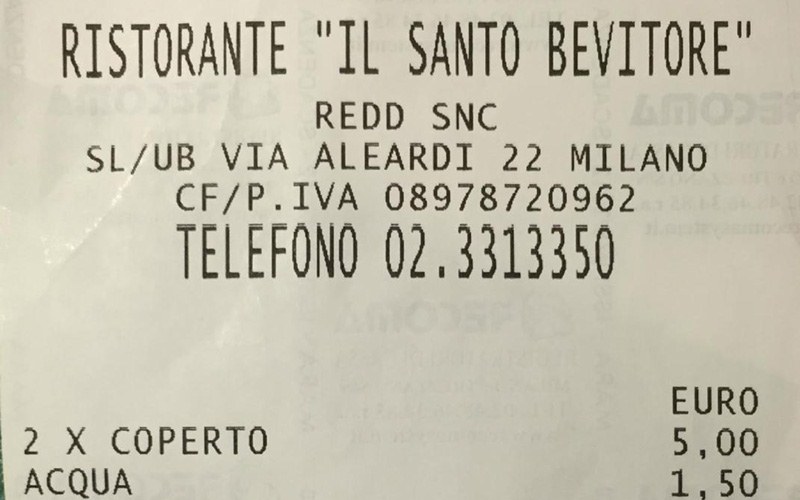 RISTORANTE "IL SANTO BEVITORE"
REDD SNC
SL/UB VIA ALEARDI 22 MILANO
CF/P.IVA 08978720962
TELEFONO 02.3313350
EURO
2 X COPERTO 5,00
ACQUA 1,50